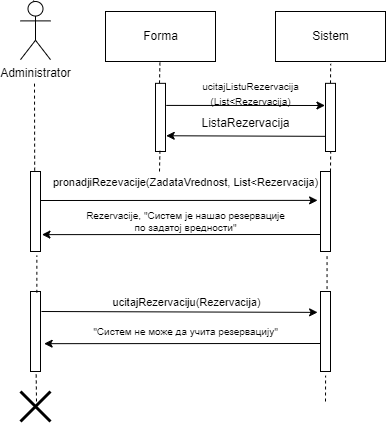 Forma
Sistem
Administrator
ucitajListuRezervacija
(List<Rezervacija)
ListaRezervacija
pronadjiRezevacije(ZadataVrednost, List<Rezervacija)
Rezervacije, "Систем је нашао резервације
по задатој вредности"
ucitajRezervaciju(Rezervacija)
"Систем не може да учита резервацију"